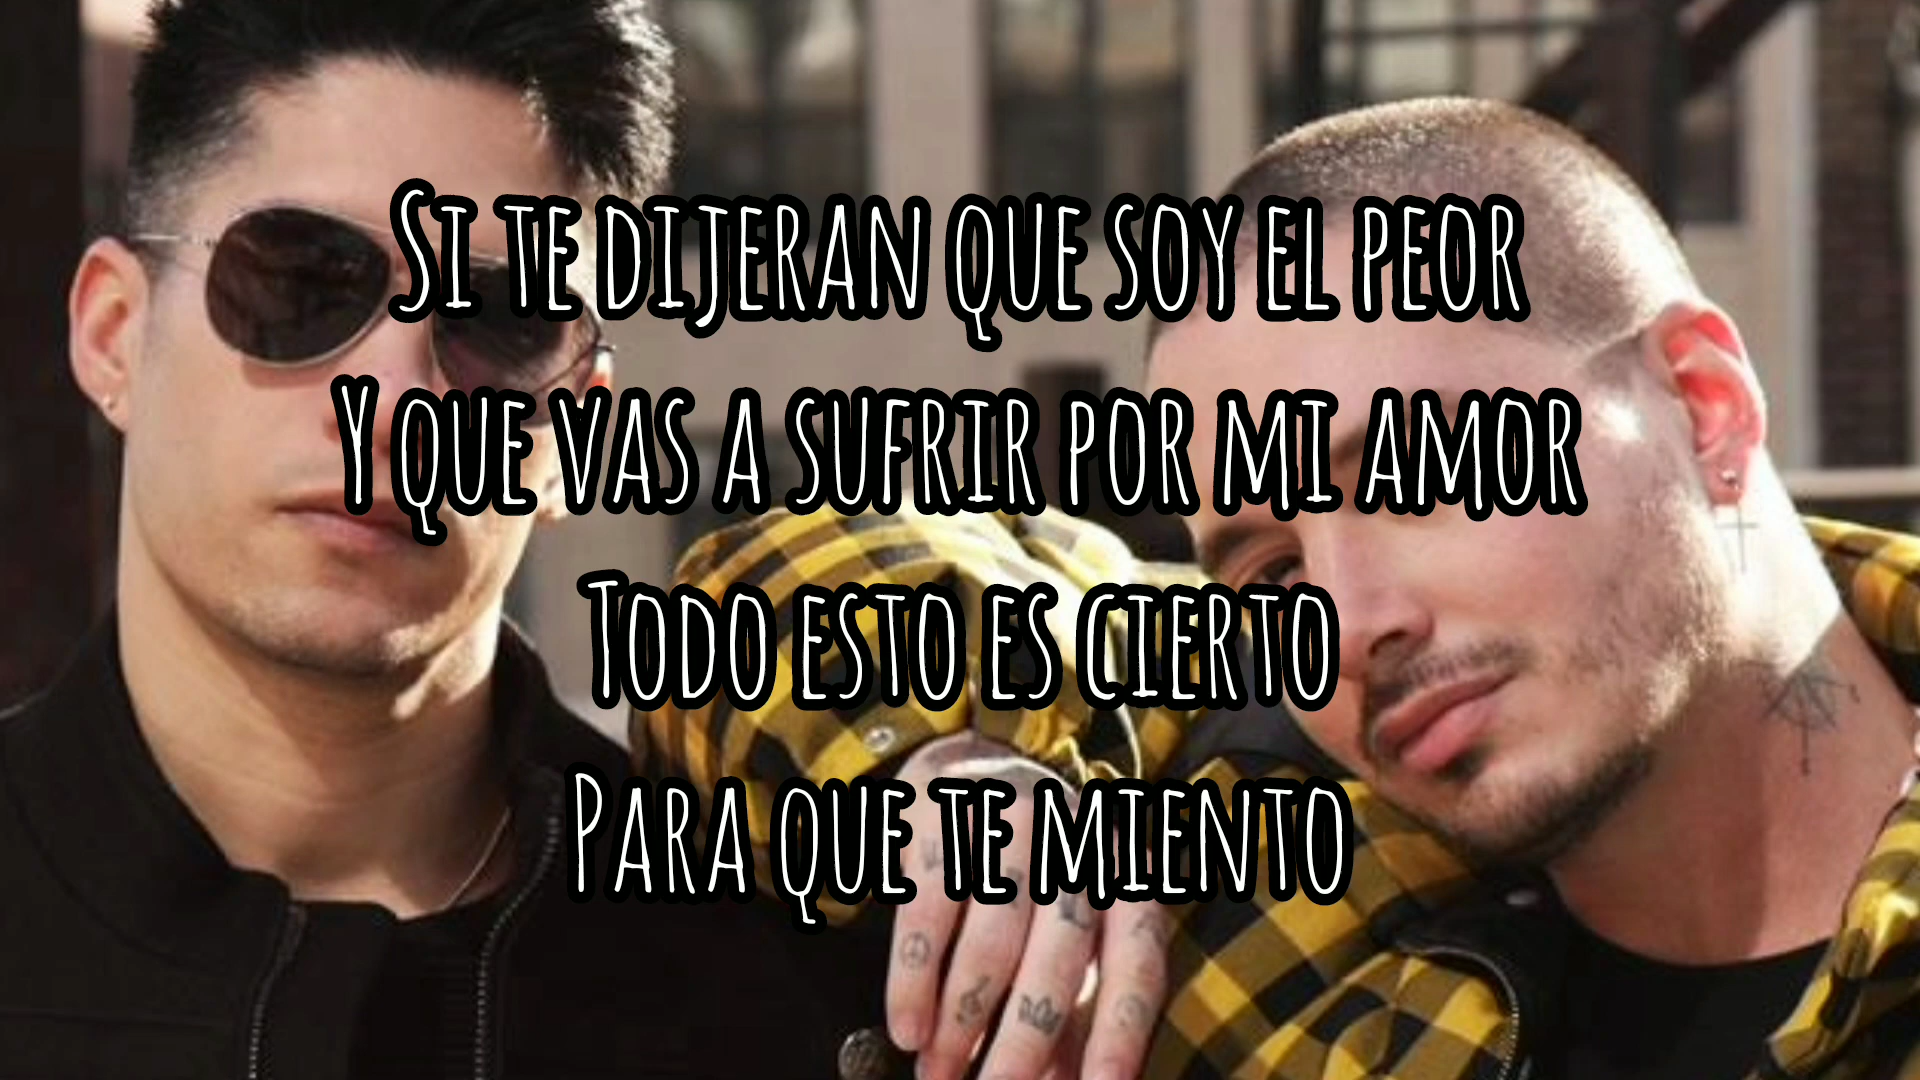 Si te dijeran que soy el peor
Y que vas a sufrir por mi amor
Todo esto es cierto
Para que te miento